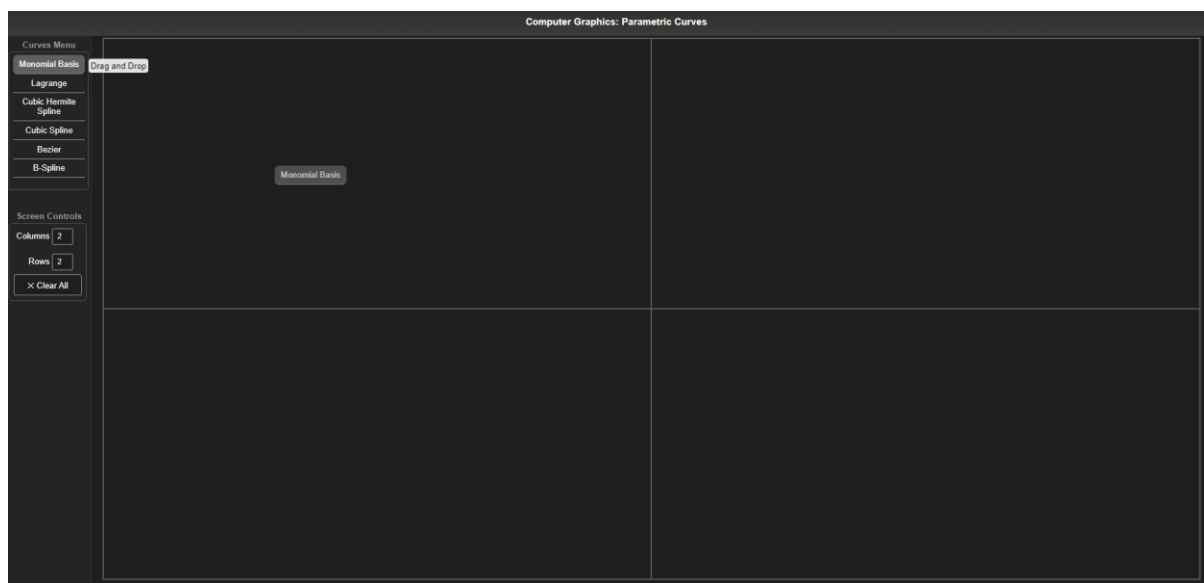 Computer Graphics: Parametric Curves
Curves Menu
Monomial Basis
Drag and Drop
Lagrange
Cubic Hermite
Spline
Cubic Spline
Bezier
B-Spline
Monomial Basis
Screen Controls
Columns 2
Rows 2
× Clear All